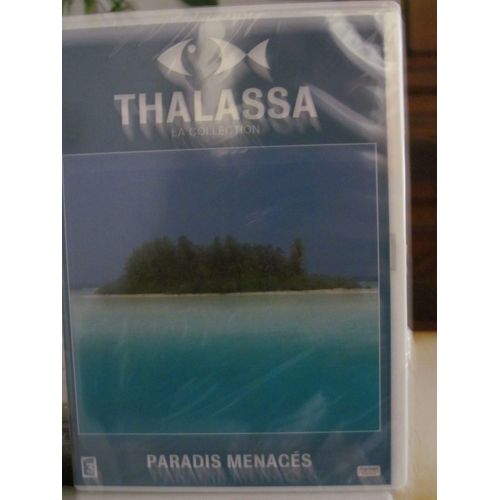 THALASSA
LA COLLECTION
PARADIS MENACÉS